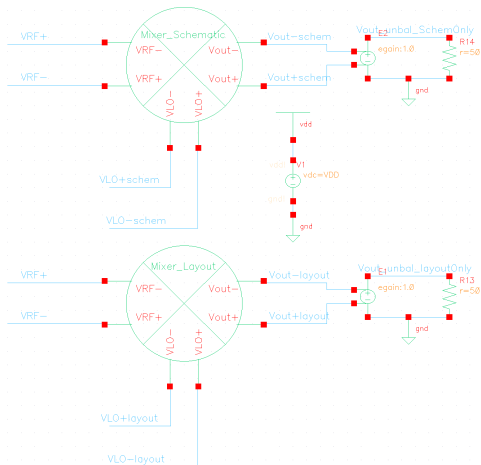 VRF+
VRF-
Mixer_Schematic
VRF-
VRF+
Vout-
Vout+
VLO-
VLO+
Vout-schem
Vout+schem
E2
Vout_unbal_SchemOnly
egain:1.0
R14
r=50
gnd
VLO+schem
VLO-schem
vdd
V1
vdc=VDD
gnd
VRF+
VRF-
Mixer_Layout
VRF-
VRF+
Vout-
Vout+
VLO-
VLO+
Vout-layout
Vout+layout
E1
Vout_unbal_layoutOnly
egain:1.0
R13
r=50
gnd
VLO+layout
VLO-layout